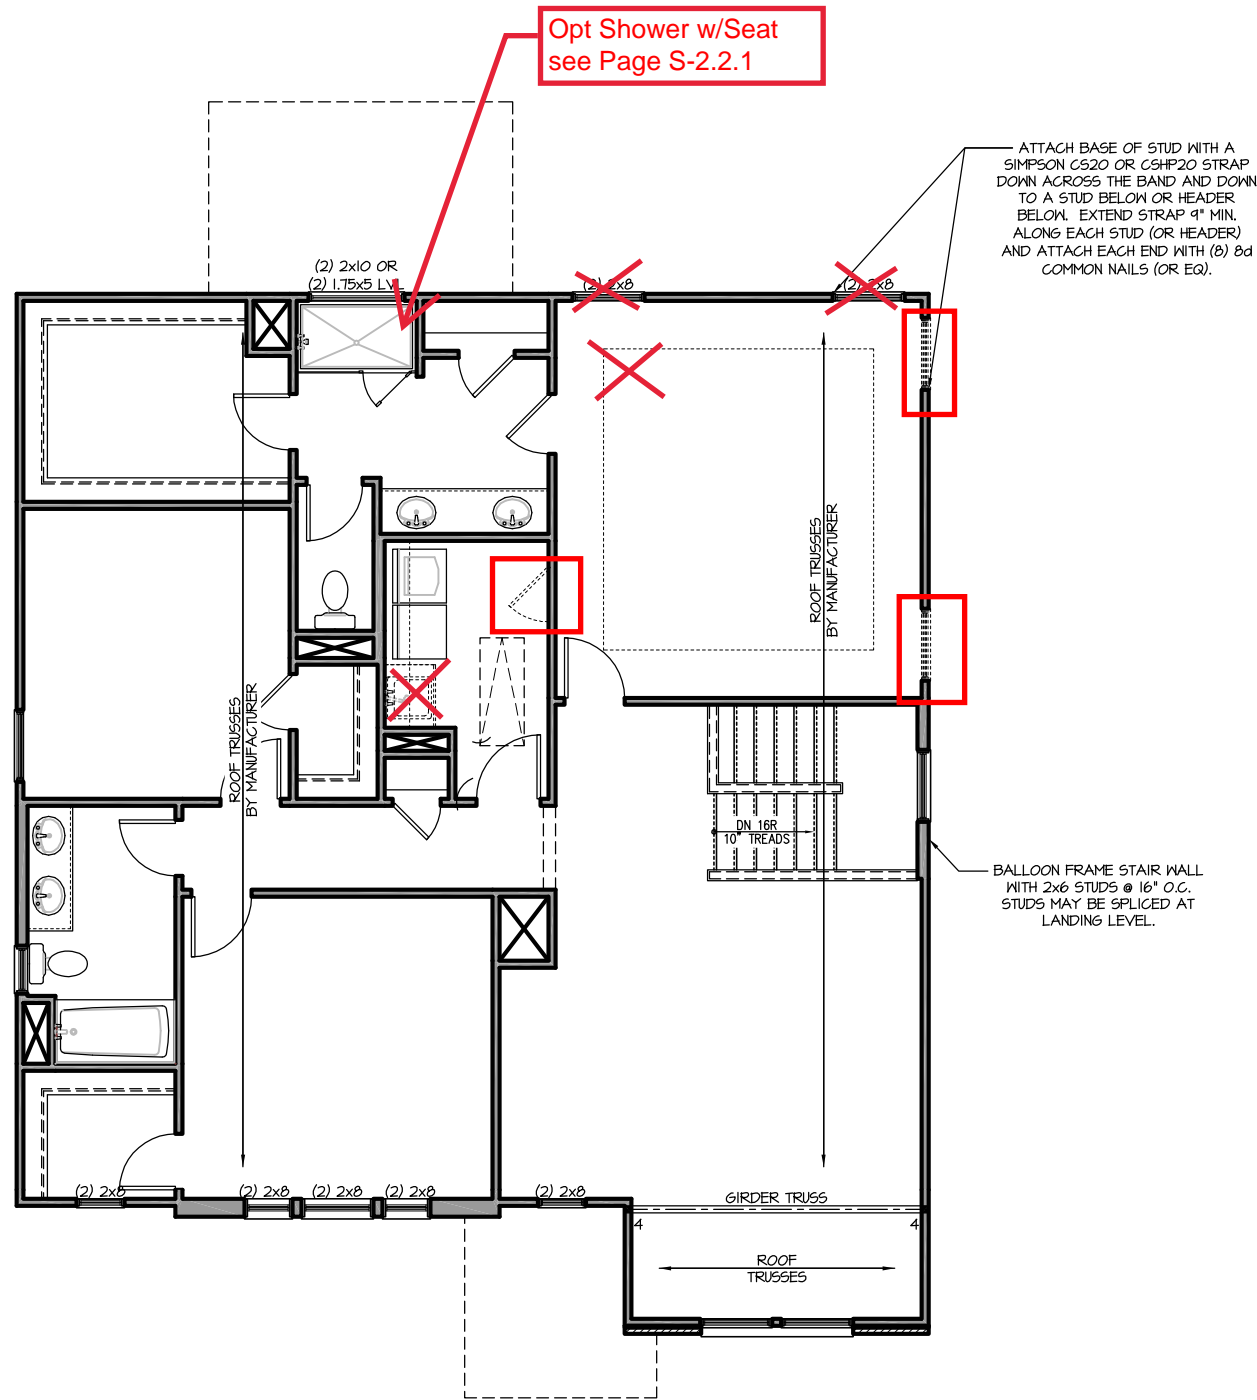 Opt Shower w/Seat
see Page S-2.2.1
ATTACH BASE OF STUD WITH A
SIMPSON CS20 OR CSHP20 STRAP
DOWN ACROSS THE BAND AND DOWN
TO A STUD BELOW OR HEADER
BELOW. EXTEND STRAP 9" MIN.
ALONG EACH STUD (OR HEADER)
AND ATTACH EACH END WITH (8) 8d
COMMON NAILS (OR EQ).
(2) 2x10 OR
(2) 1.75x5 LVL
(2) 2x8
(2) 2x8
ROOF TRUSSES
BY MANUFACTURER
ROOF TRUSSES
BY MANUFACTURER
DN 16R
10" TREADS
BALLOON FRAME STAIR WALL
WITH 2x6 STUDS @ 16" O.C.
STUDS MAY BE SPLICED AT
LANDING LEVEL.
(2) 2x8
(2) 2x8
(2) 2x8
(2) 2x8
(2) 2x8
GIRDER TRUSS
4
4
ROOF
TRUSSES